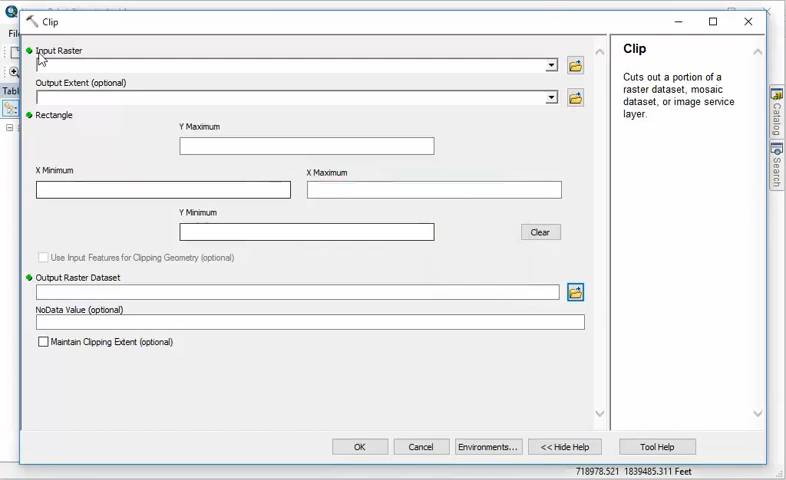 Clip
Fil
Input Raster
Table
Output Extent (optional)
Rectangle
Y Maximum
X Minimum
X Maximum
Y Minimum
Clear
Use Input Features for Clipping Geometry (optional)
Output Raster Dataset
NoData Value (optional)
Maintain Clipping Extent (optional)
OK
Cancel
Environments...
<< Hide Help
Tool Help
Clip
Cuts out a portion of a
raster dataset, mosaic
dataset, or image service
layer.
Catalog
Search
718978.521 1839485.311 Feet